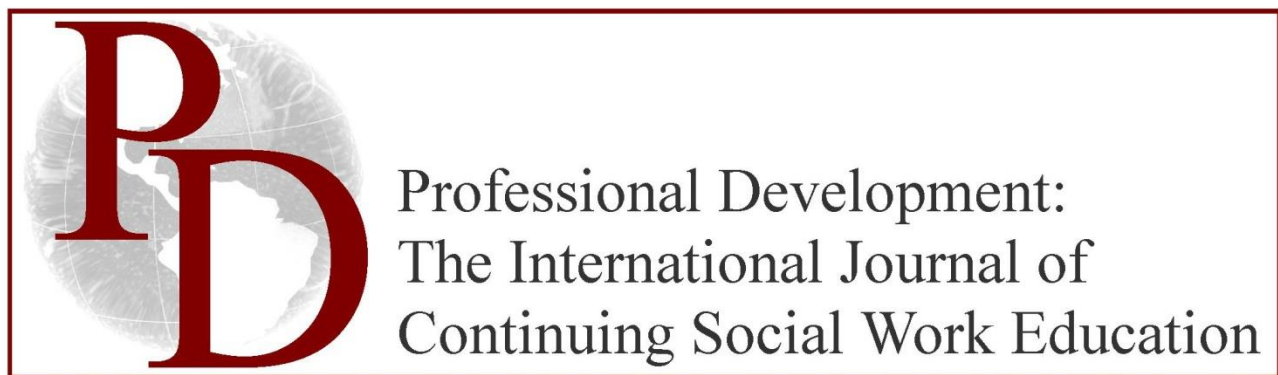 PD
Professional Development:
The International Journal of
Continuing Social Work Education